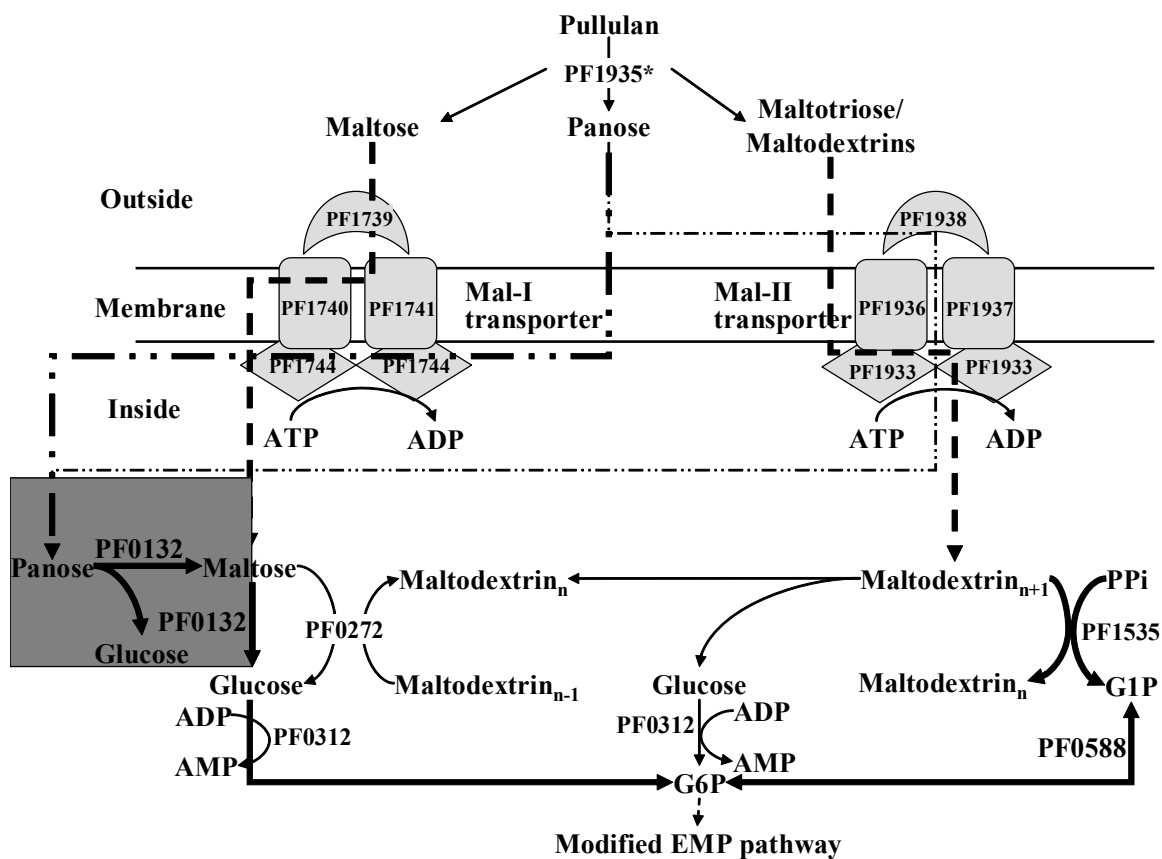 Pullulan
PF1935*
Maltose
Panose
Maltotriose/
Maltodextrins
Outside
PF1739
PF1938
Membrane
PF1740
PF1741
Mal-I
transporter
Mal-II
transporter
PF1936
PF1937
PF1744
PF1744
PF1933
PF1933
Inside
ATP
ADP
ATP
ADP
Panose
PF0132
Maltose
Maltodextrinn
Maltodextrinn+1
PPi
PF0132
Glucose
PF0272
PF1535
Glucose
Maltodextrinn-1
Glucose
Maltodextrinn
G1P
ADP
PF0312
AMP
PF0312
ADP
AMP
PF0588
G6P
Modified EMP pathway